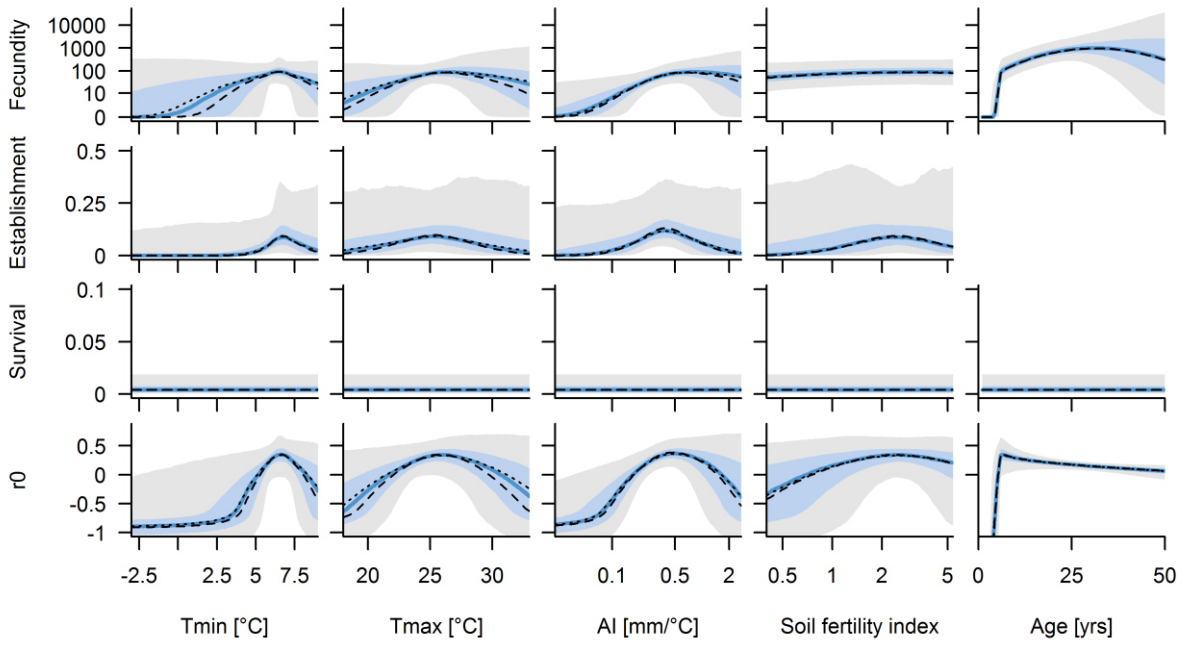 Fecundity
10000
1000
100
10
0
Establishment
0.5
0.25
0
Survival
0.1
0.05
0
r0
0.5
0
-0.5
-1
-2.5 2.5 5 7.5 20 25 30 0.1 0.5 2 0.5 1 2 5 0 25 50
Tmin [°C] Tmax [°C] AI [mm/°C] Soil fertility index Age [yrs]